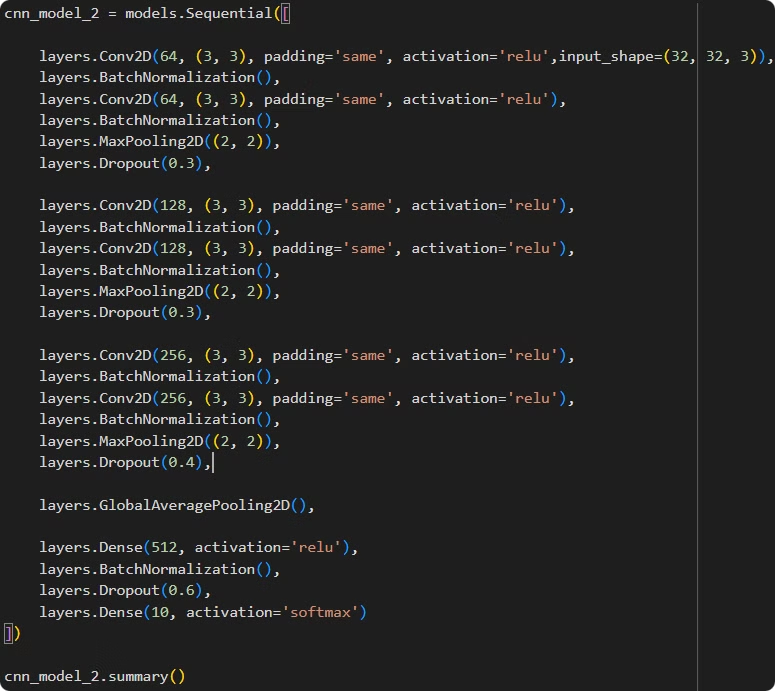 cnn_model_2 = models.Sequential([
layers.Conv2D(64, (3, 3), padding='same', activation='relu',input_shape=(32, 32, 3)),
layers.BatchNormalization(),
layers.Conv2D(64, (3, 3), padding='same', activation='relu'),
layers.BatchNormalization(),
layers.MaxPooling2D((2, 2)),
layers.Dropout(0.3),
layers.Conv2D(128, (3, 3), padding='same', activation='relu'),
layers.BatchNormalization(),
layers.Conv2D(128, (3, 3), padding='same', activation='relu'),
layers.BatchNormalization(),
layers.MaxPooling2D((2, 2)),
layers.Dropout(0.3),
layers.Conv2D(256, (3, 3), padding='same', activation='relu'),
layers.BatchNormalization(),
layers.Conv2D(256, (3, 3), padding='same', activation='relu'),
layers.BatchNormalization(),
layers.MaxPooling2D((2, 2)),
layers.Dropout(0.4),
layers.GlobalAveragePooling2D(),
layers.Dense(512, activation='relu'),
layers.BatchNormalization(),
layers.Dropout(0.6),
layers.Dense(10, activation='softmax')
])
cnn_model_2.summary()